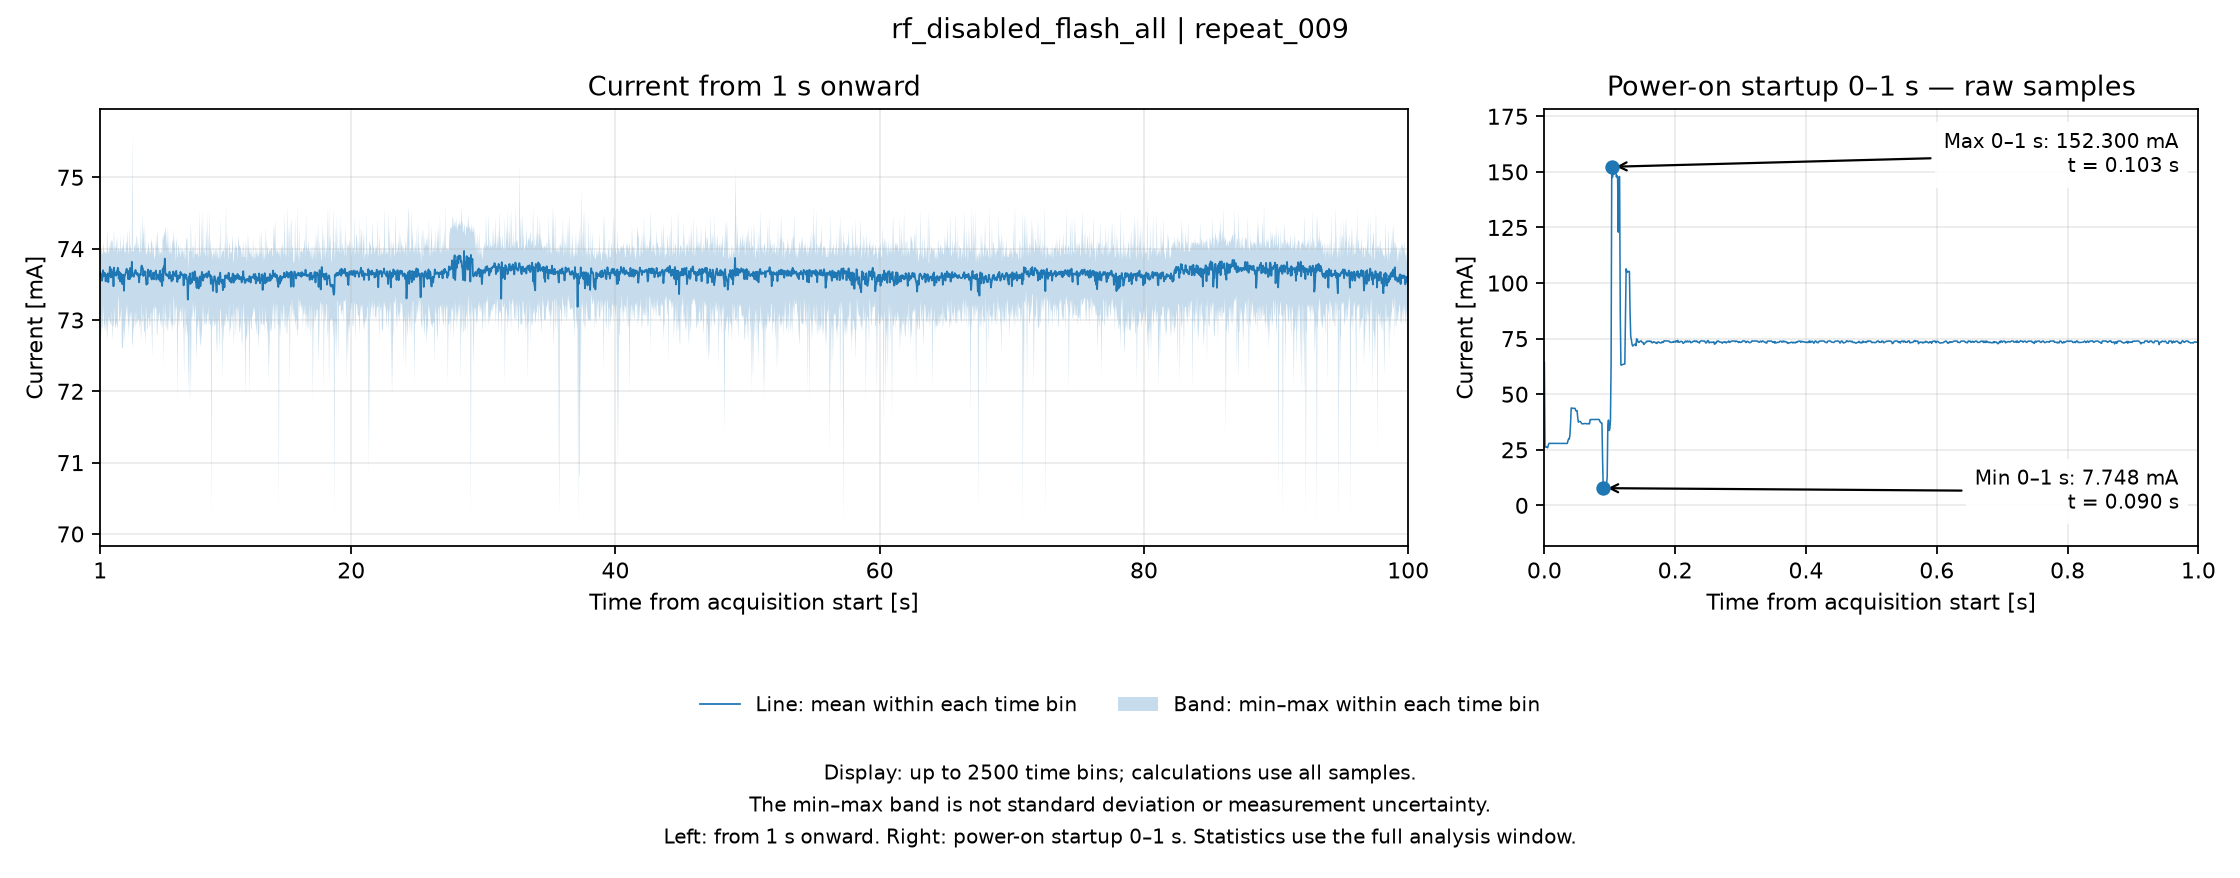 rf_disabled_flash_all | repeat_009
Current from 1 s onward
Current [mA]
75
74
73
72
71
70
1
20
40
60
80
100
Time from acquisition start [s]
Power-on startup 0–1 s — raw samples
Current [mA]
175
150
125
100
75
50
25
0
Max 0–1 s: 152.300 mA
t = 0.103 s
Min 0–1 s: 7.748 mA
t = 0.090 s
0.0
0.2
0.4
0.6
0.8
1.0
Time from acquisition start [s]
Line: mean within each time bin
Band: min–max within each time bin
Display: up to 2500 time bins; calculations use all samples.
The min–max band is not standard deviation or measurement uncertainty.
Left: from 1 s onward. Right: power-on startup 0–1 s. Statistics use the full analysis window.